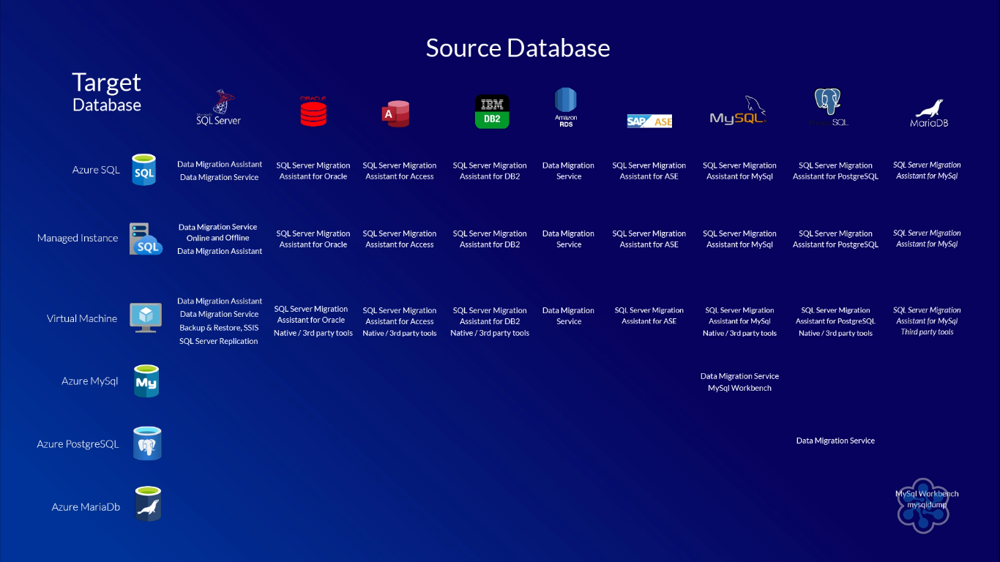 Source Database
Target
Database
Microsoft
SQL Server
ORACLE
A
IBM
DB2
Amazon
RDS
SAP ASE
MySQL
SQL
MariaDB
Azure SQL
SQL
Data Migration Assistant
Data Migration Service
SQL Server Migration
Assistant for Oracle
SQL Server Migration
Assistant for Access
SQL Server Migration
Assistant for DB2
Data Migration
Service
SQL Server Migration
Assistant for ASE
SQL Server Migration
Assistant for MySql
SQL Server Migration
Assistant for PostgreSQL
SQL Server Migration
Assistant for MySql
Managed Instance
SQL
Data Migration Service
Online and Offline
Data Migration Assistant
SQL Server Migration
Assistant for Oracle
SQL Server Migration
Assistant for Access
SQL Server Migration
Assistant for DB2
Data Migration
Service
SQL Server Migration
Assistant for ASE
SQL Server Migration
Assistant for MySql
SQL Server Migration
Assistant for PostgreSQL
SQL Server Migration
Assistant for MySql
Virtual Machine
Data Migration Assistant
Data Migration Service
Backup & Restore, SSIS
SQL Server Replication
SQL Server Migration
Assistant for Oracle
Native / 3rd party tools
SQL Server Migration
Assistant for Access
Native / 3rd party tools
SQL Server Migration
Assistant for DB2
Native / 3rd party tools
Data Migration
Service
SQL Server Migration
Assistant for ASE
SQL Server Migration
Assistant for MySql
Native / 3rd party tools
SQL Server Migration
Assistant for PostgreSQL
Native / 3rd party tools
SQL Server Migration
Assistant for MySql
Third party tools
Azure MySql
My
Data Migration Service
MySql Workbench
Azure PostgreSQL
Data Migration Service
Azure MariaDb
MySql Workbench
mysqldump